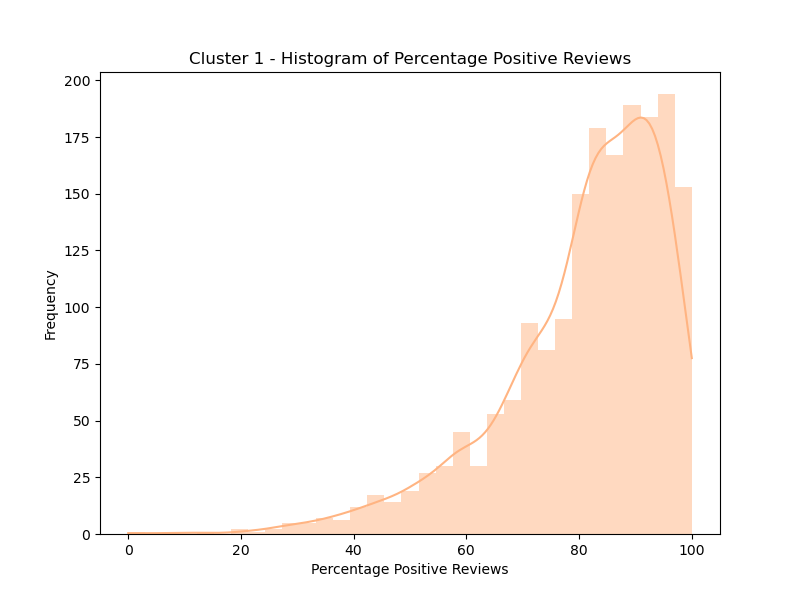 Cluster 1 - Histogram of Percentage Positive Reviews
200
175
150
125
100
75
50
25
0
Frequency
0 20 40 60 80 100
Percentage Positive Reviews